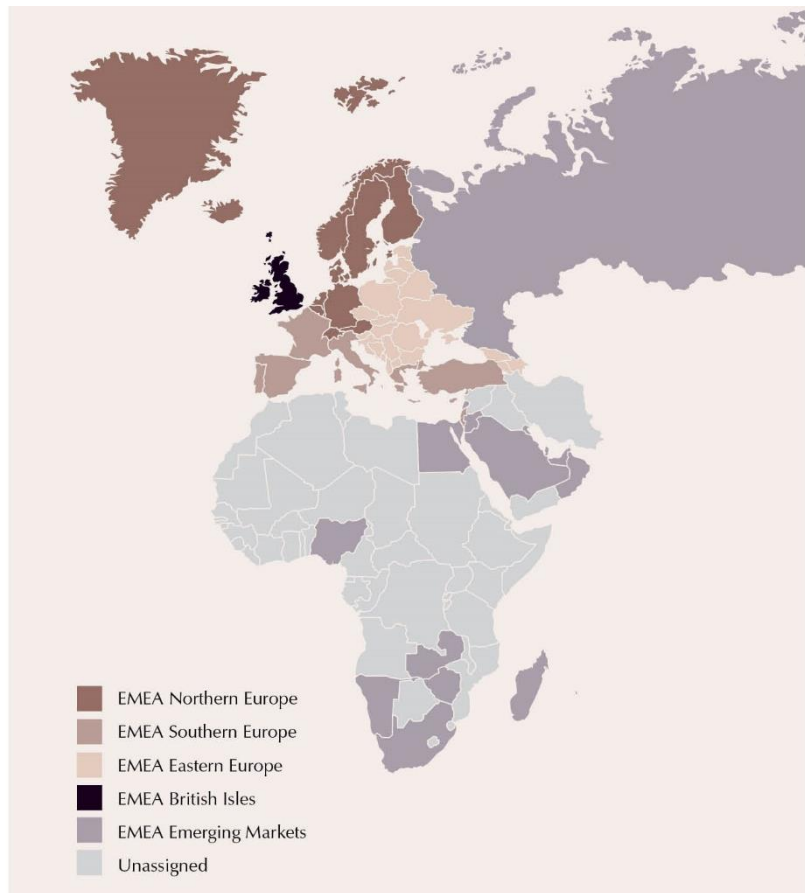 EMEA Northern Europe
EMEA Southern Europe
EMEA Eastern Europe
EMEA British Isles
EMEA Emerging Markets
Unassigned